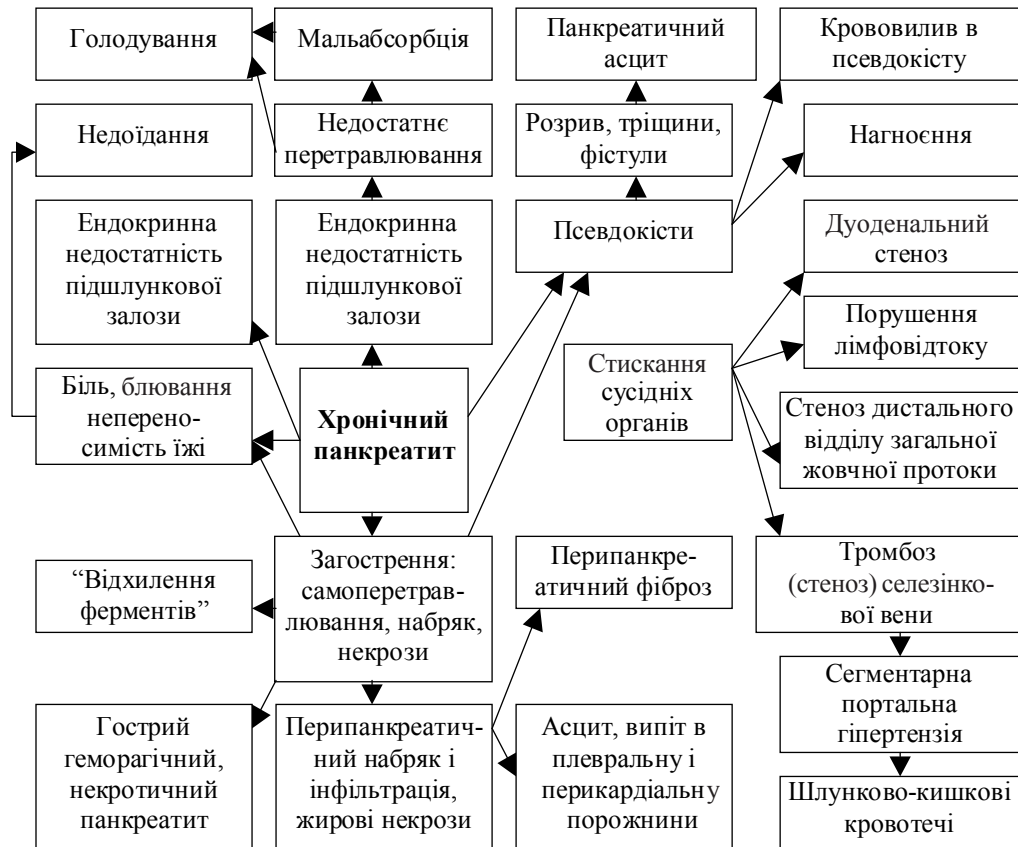 Голодування
Мальабсорбція
Панкреатичний
асцит
Крововилив в
псевдокісту
Недоїдання
Недостатнє
перетравлювання
Розрив, тріщини,
фістули
Нагноєння
Ендокринна
недостатність
підшлункової
залози
Ендокринна
недостатність
підшлункової
залози
Псевдокісти
Дуоденальний
стеноз
Порушення
лімфовідтоку
Біль, блювання
неперено-
симість їжі
Хронічний
панкреатит
Стискання
сусідніх
органів
Стеноз дистального
відділу загальної
жовчної протоки
“Відхилення
ферментів”
Загострення:
самоперетрав-
лювання, набряк,
некрози
Перипанкре-
атичний фіброз
Тромбоз
(стеноз) селезінко-
вої вени
Гострий
геморагічний,
некротичний
панкреатит
Перипанкреатич-
ний набряк і
інфільтрація,
жирові некрози
Асцит, випіт в
плевральну і
перикардіальну
порожнини
Сегментарна
портальна
гіпертензія
Шлунково-кишкові
кровотечі